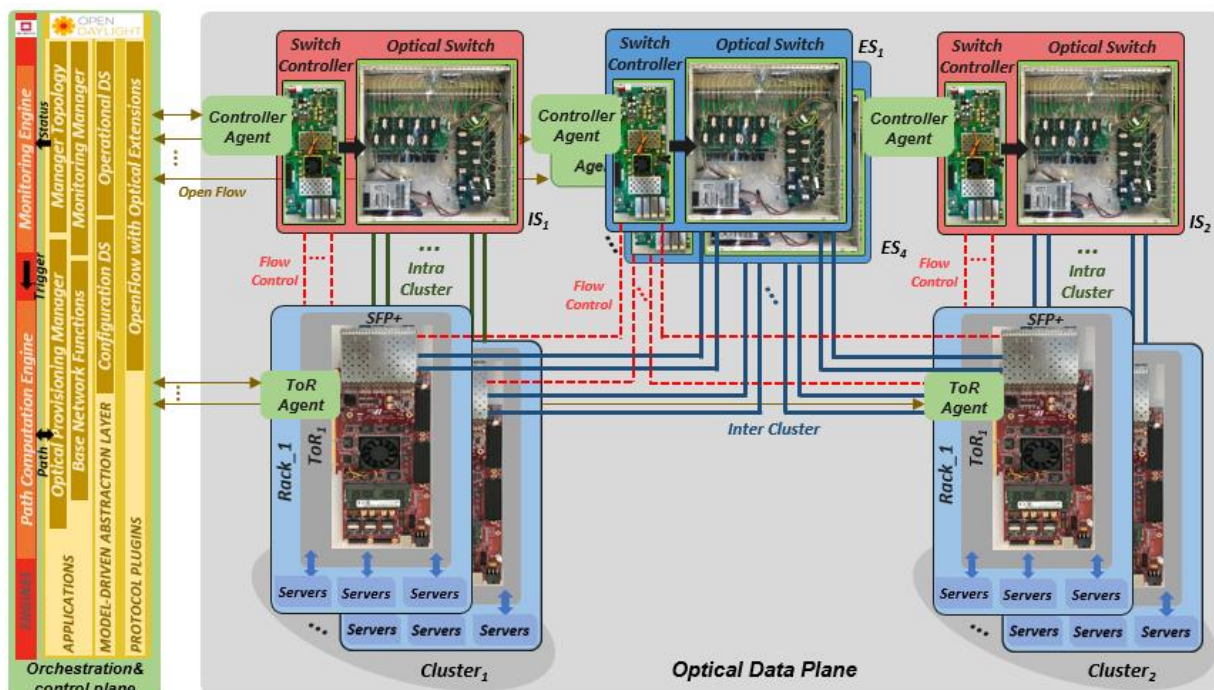 OPEN
DAYLIGHT
ENGINES
Path Computation Engine
Monitoring Engine
Path
Trigger
Status
APPLICATIONS
Optical Provisioning Manager
Manager Topology
Base Network Functions
Monitoring Manager
MODEL-DRIVEN ABSTRACTION LAYER
Configuration DS
Operational DS
PROTOCOL PLUGINS
OpenFlow with Optical Extensions
Orchestration&
control plane
Open Flow
Switch
Controller
Optical Switch
Controller
Agent
IS1
Switch
Controller
Optical Switch
ES1
Controller
Agent
Agen
ES4
Switch
Controller
Optical Switch
Controller
Agent
IS2
Flow
Control
Intra
Cluster
Flow
Control
Flow
Control
Intra
Cluster
SFP+
ToR
Agent
Rack_1
ToR1
Servers
Servers
Servers
Servers
Servers
Servers
Cluster1
Inter Cluster
Optical Data Plane
SFP+
ToR
Agent
Rack_1
ToR1
Servers
Servers
Servers
Servers
Servers
Servers
Cluster2